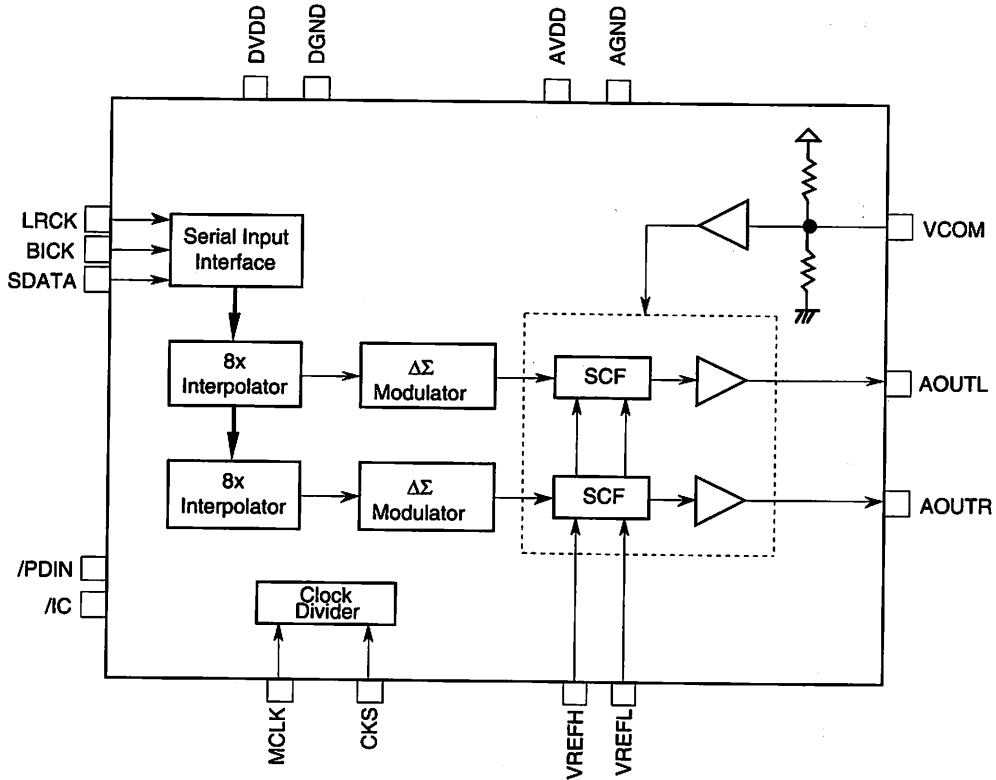 DVDD
DGND
AVDD
AGND
LRCK
BICK
SDATA
Serial Input
Interface
VCOM
8x
Interpolator
ΔΣ
Modulator
SCF
AOUTL
8x
Interpolator
ΔΣ
Modulator
SCF
AOUTR
/PDIN
/IC
Clock
Divider
MCLK
CKS
VREFH
VREFL